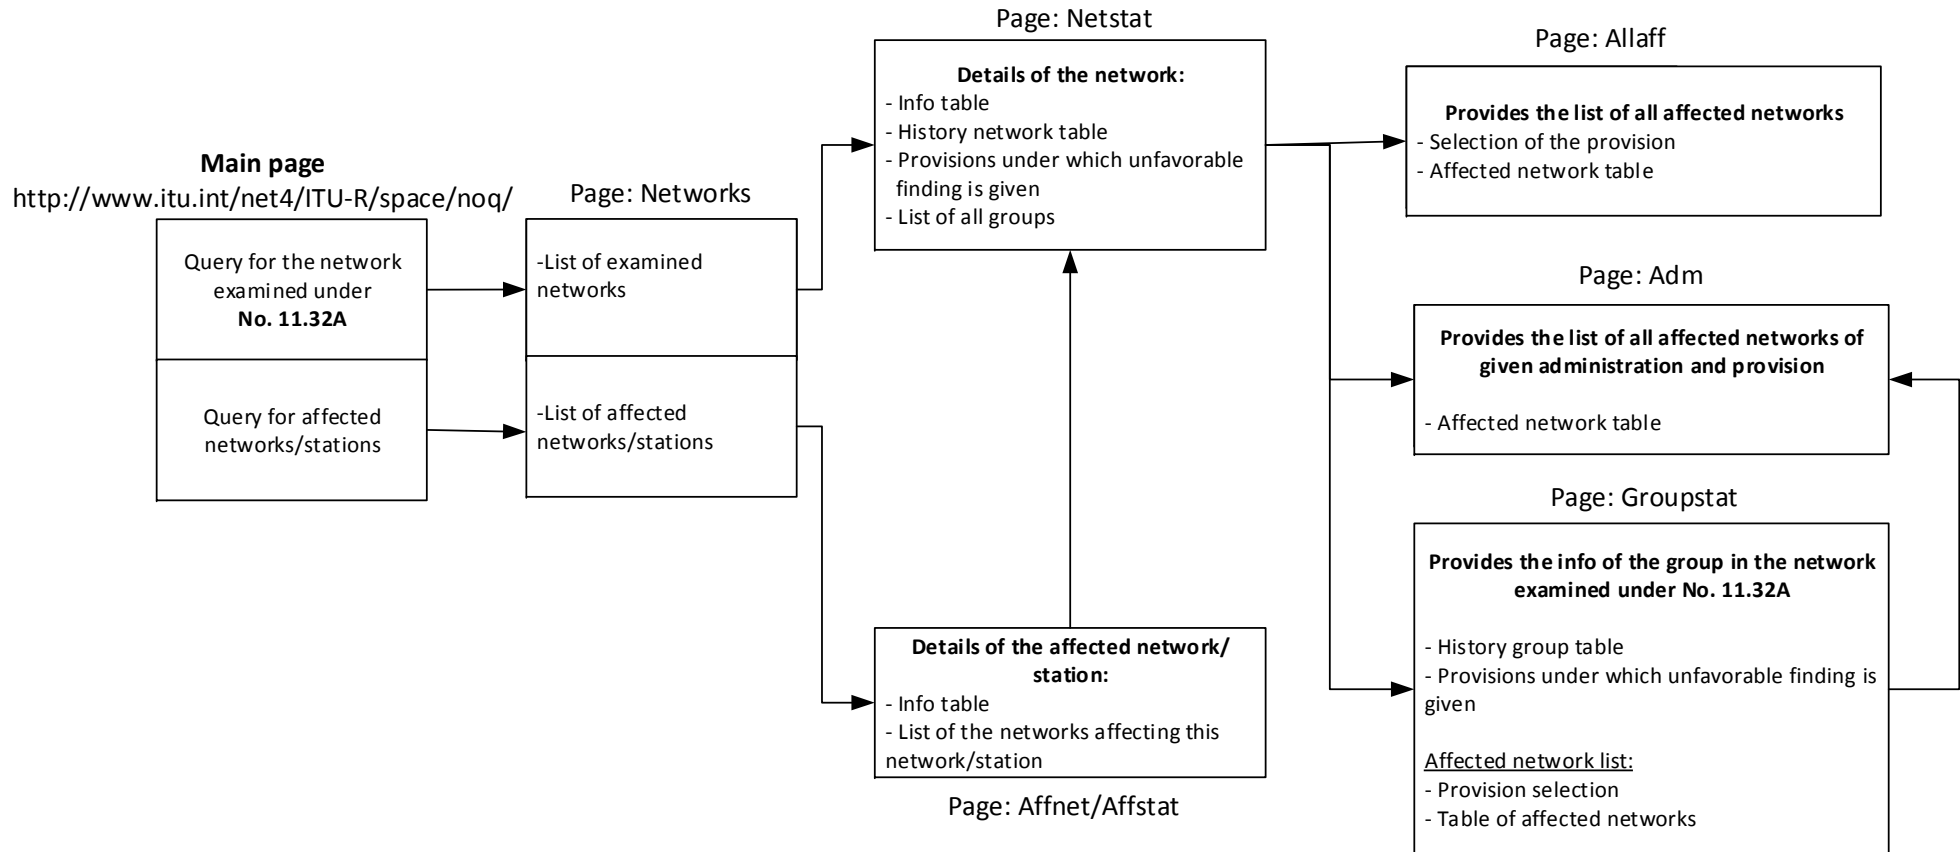 Main page
http://www.itu.int/net4/ITU-R/space/noq/
Query for the network
examined under
No. 11.32A
Query for affected
networks/stations
Page: Networks
-List of examined
networks
-List of affected
networks/stations
Page: Netstat
Details of the network:
- Info table
- History network table
- Provisions under which unfavorable
finding is given
- List of all groups
Details of the affected network/
station:
- Info table
- List of the networks affecting this
network/station
Page: Affnet/Affstat
Page: Allaff
Provides the list of all affected networks
- Selection of the provision
- Affected network table
Page: Adm
Provides the list of all affected networks of
given administration and provision
- Affected network table
Page: Groupstat
Provides the info of the group in the network
examined under No. 11.32A
- History group table
- Provisions under which unfavorable finding is
given
Affected network list:
- Provision selection
- Table of affected networks